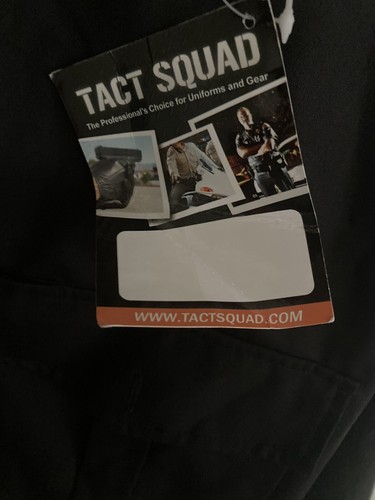 TACT SQUAD
The Professional's Choice for Uniforms and Gear
WWW.TACTSQUAD.COM